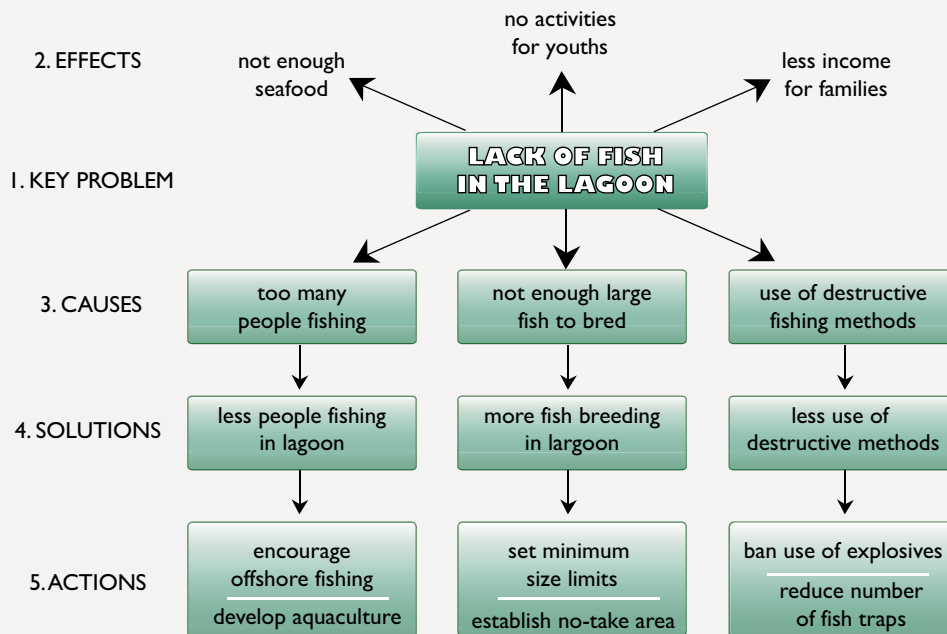 2. EFFECTS
not enough
seafood
no activities
for youths
less income
for families
1. KEY PROBLEM
LACK OF FISH
IN THE LAGOON
3. CAUSES
too many
people fishing
not enough large
fish to bred
use of destructive
fishing methods
4. SOLUTIONS
less people fishing
in lagoon
more fish breeding
in largoon
less use of
destructive methods
5. ACTIONS
encourage
offshore fishing
develop aquaculture
set minimum
size limits
establish no-take area
ban use of explosives
reduce number
of fish traps